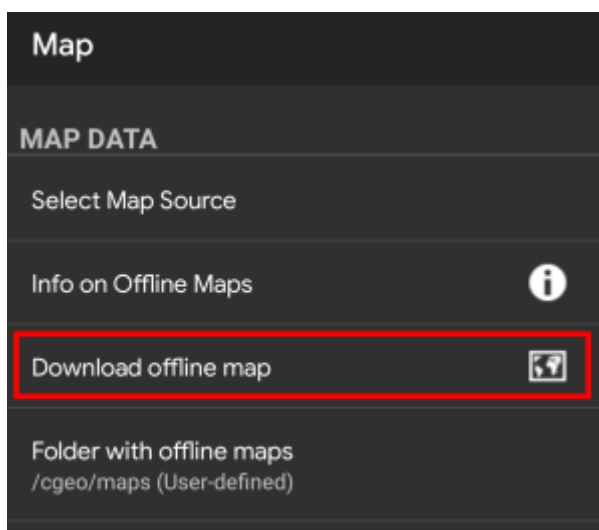 Map
MAP DATA
Select Map Source
Info on Offline Maps
Download offline map
Folder with offline maps
/cgeo/maps (User-defined)